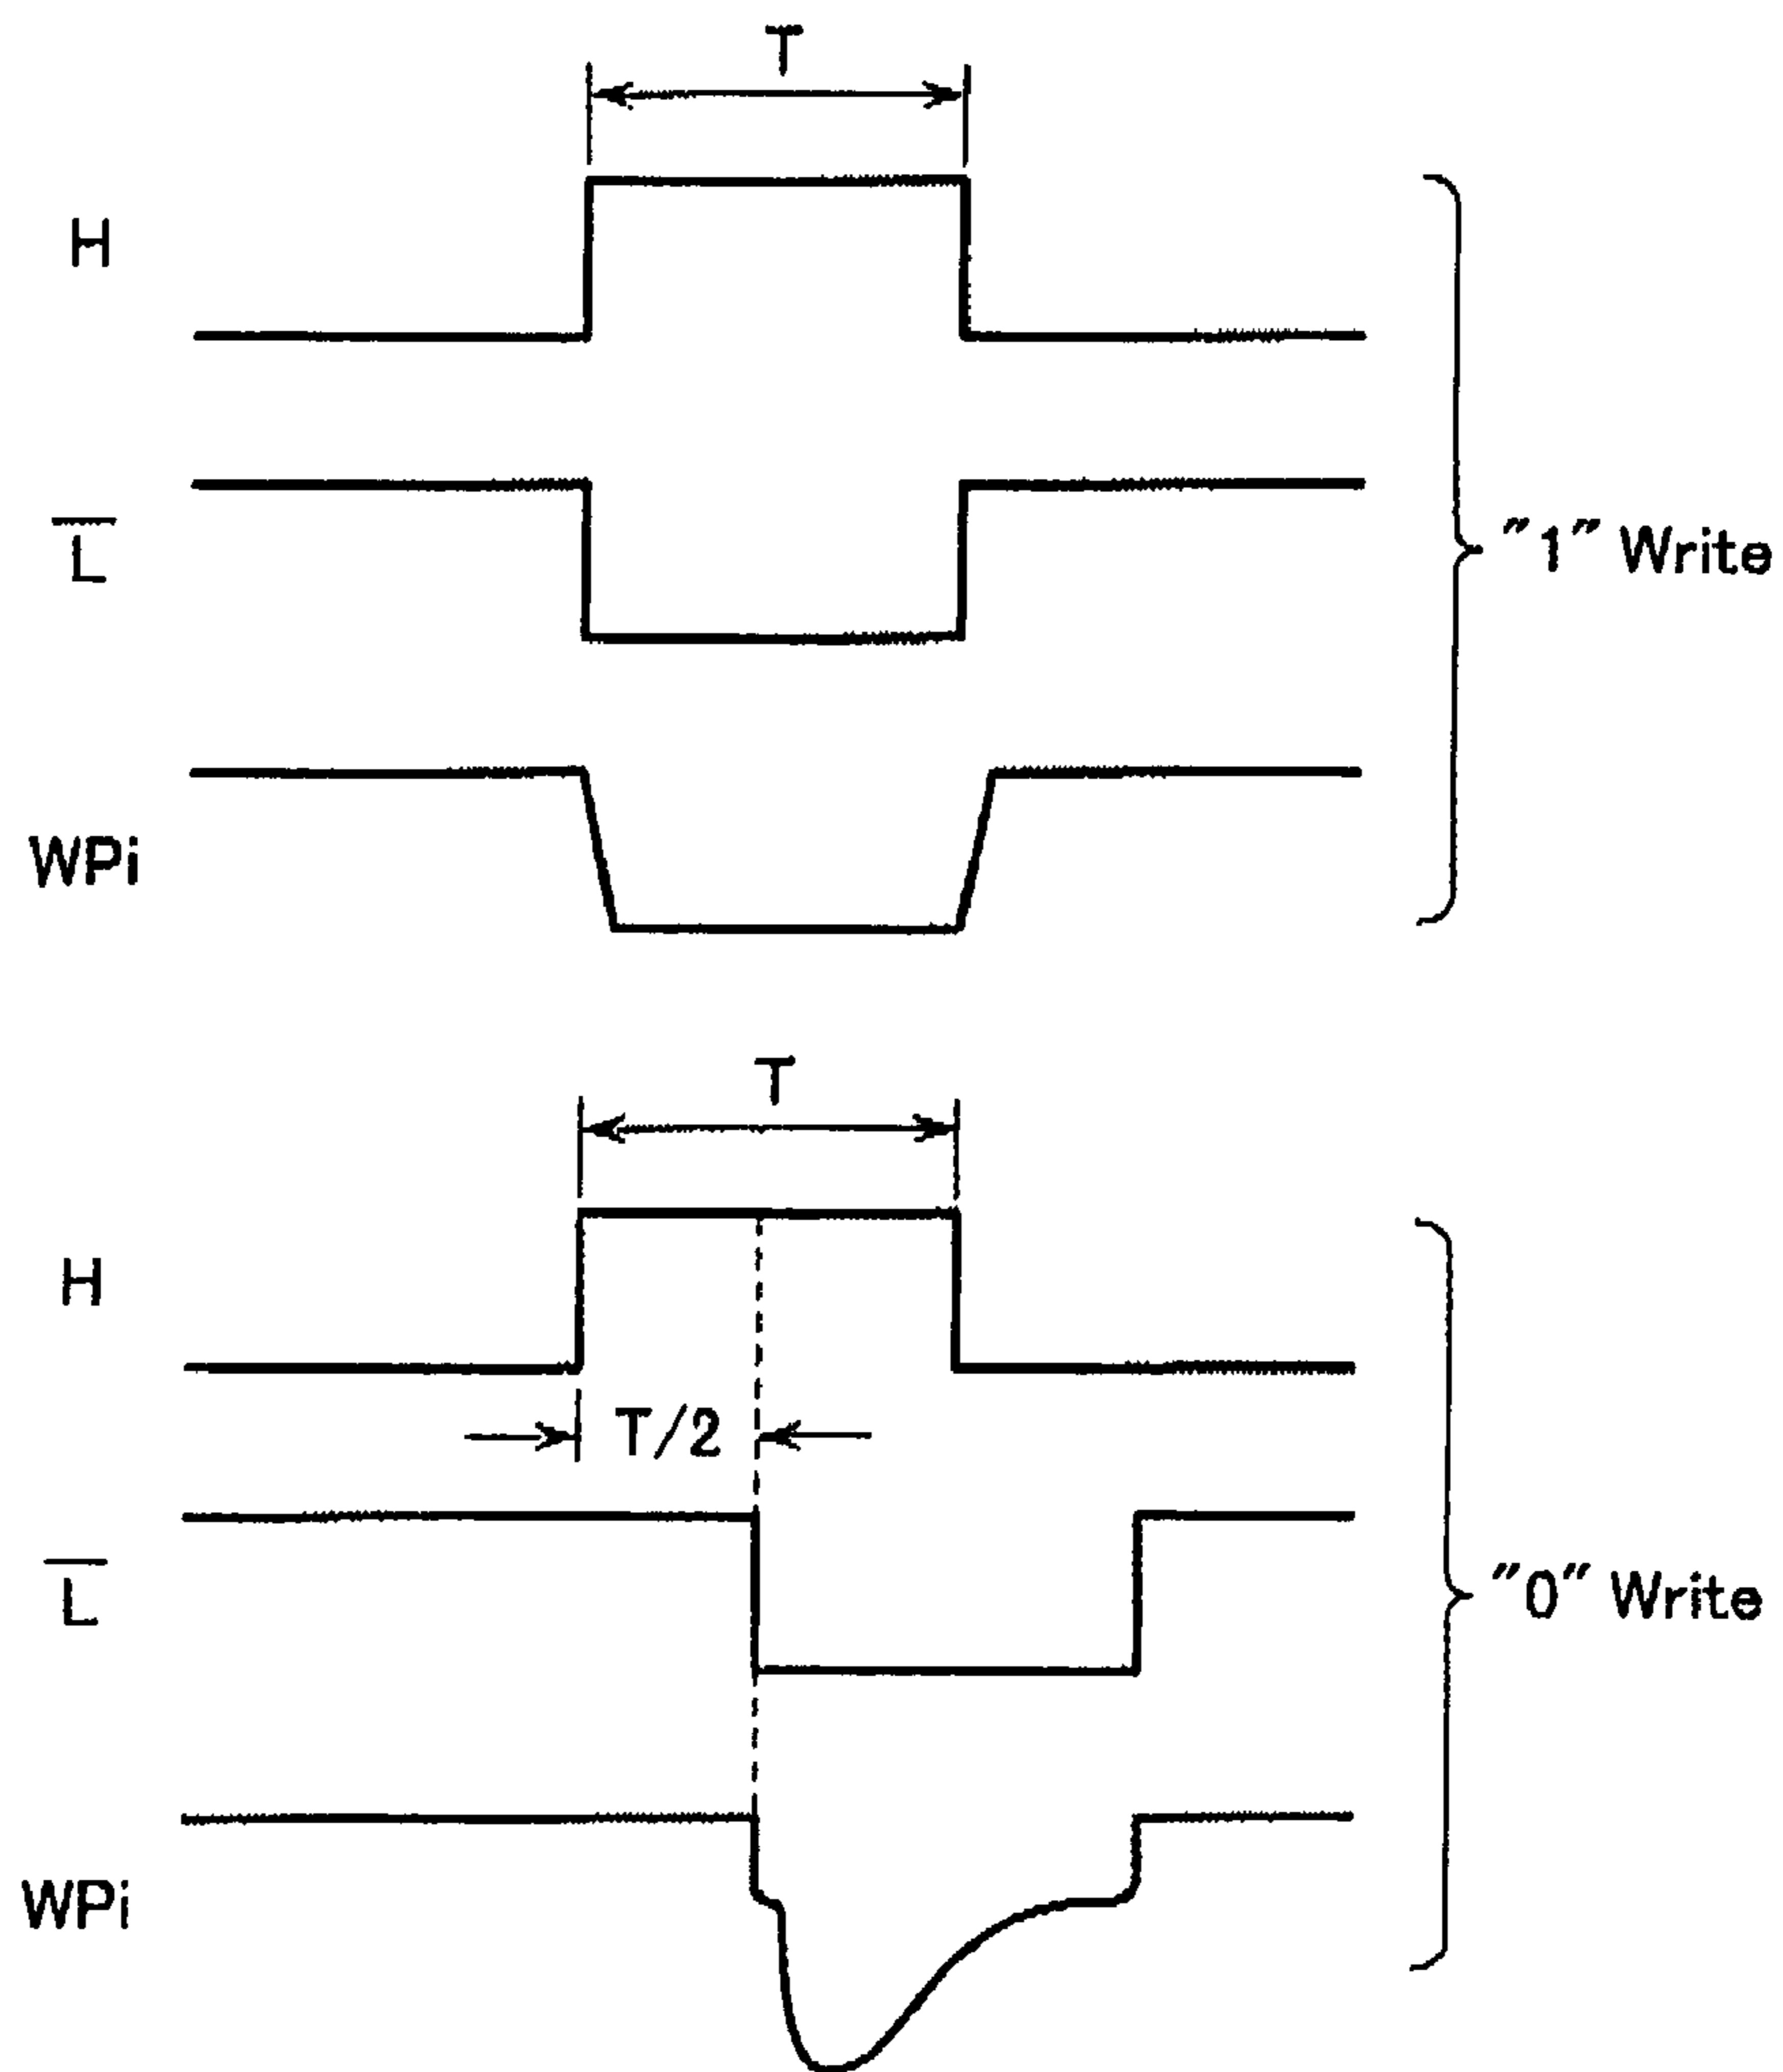 T
H
L̅
"1" Write
WPi
T
H
T/2
L̅
"0" Write
WPi